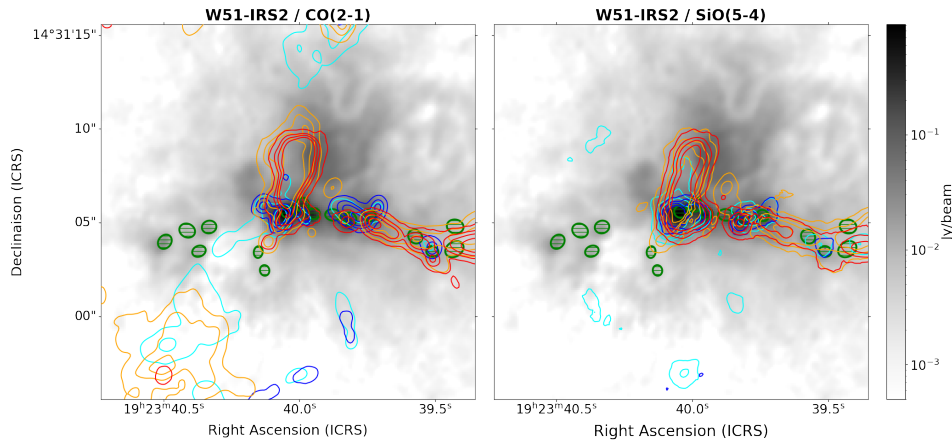 W51-IRS2 / CO(2-1)
W51-IRS2 / SiO(5-4)
14°31'15"
10"
05"
00"
Declinaison (ICRS)
19ʰ23ᵐ40.5ˢ
40.0ˢ
39.5ˢ
Right Ascension (ICRS)
19ʰ23ᵐ40.5ˢ
40.0ˢ
39.5ˢ
Right Ascension (ICRS)
10⁻¹
10⁻²
10⁻³
Jy/beam